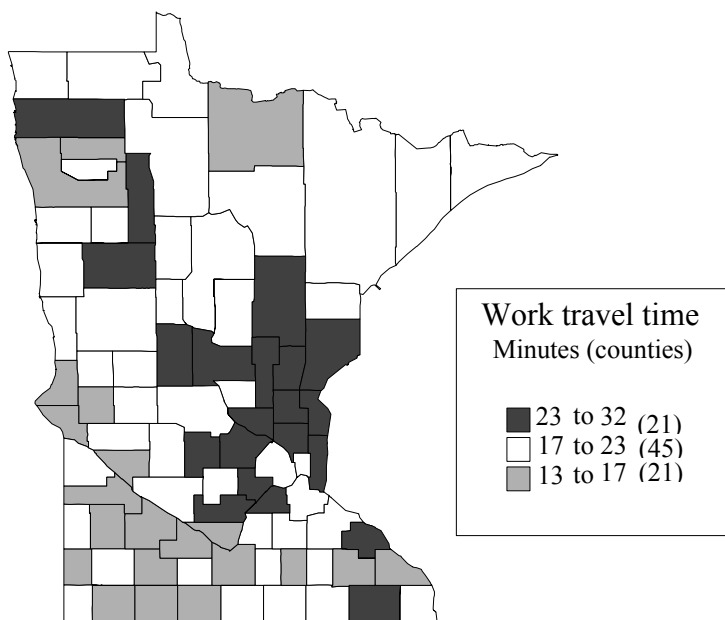 Work travel time
Minutes (counties)
23 to 32 (21)
17 to 23 (45)
13 to 17 (21)